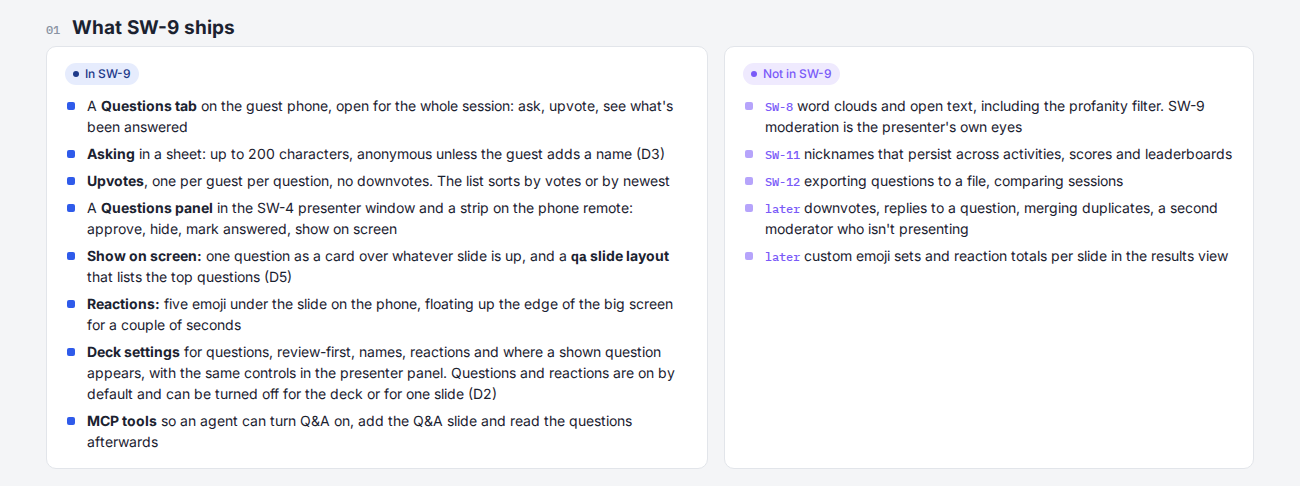 01 What SW-9 ships
In SW-9
A Questions tab on the guest phone, open for the whole session: ask, upvote, see what's
been answered
Asking in a sheet: up to 200 characters, anonymous unless the guest adds a name (D3)
Upvotes, one per guest per question, no downvotes. The list sorts by votes or by newest
A Questions panel in the SW-4 presenter window and a strip on the phone remote:
approve, hide, mark answered, show on screen
Show on screen: one question as a card over whatever slide is up, and a qa slide layout
that lists the top questions (D5)
Reactions: five emoji under the slide on the phone, floating up the edge of the big screen
for a couple of seconds
Deck settings for questions, review-first, names, reactions and where a shown question
appears, with the same controls in the presenter panel. Questions and reactions are on by
default and can be turned off for the deck or for one slide (D2)
MCP tools so an agent can turn Q&A on, add the Q&A slide and read the questions
afterwards
Not in SW-9
SW-8 word clouds and open text, including the profanity filter. SW-9
moderation is the presenter's own eyes
SW-11 nicknames that persist across activities, scores and leaderboards
SW-12 exporting questions to a file, comparing sessions
later downvotes, replies to a question, merging duplicates, a second
moderator who isn't presenting
later custom emoji sets and reaction totals per slide in the results view